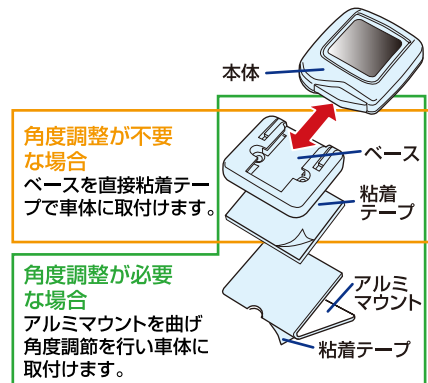 本体
角度調整が不要
な場合
ベースを直接粘着テー
プで車体に取付けます。
ベース
粘着
テープ
角度調整が必要
な場合
アルミマウントを曲げ
角度調節を行い車体に
取付けます。
アルミ
マウント
粘着テープ